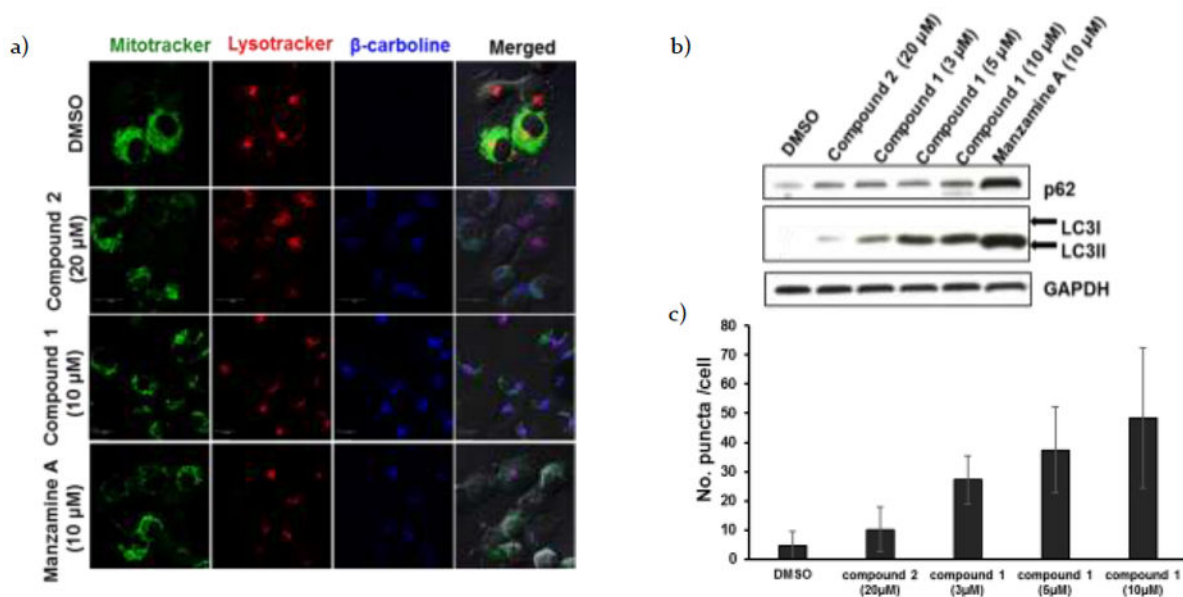 a)
Mitotracker Lysotracker β-carboline Merged
DMSO
Compound 2
(20 μM)
Compound 1
(10 μM)
Manzamine A
(10 μM)
b)
DMSO
Compound 2 (20 μM)
Compound 1 (3 μM)
Compound 1 (5 μM)
Compound 1 (10 μM)
Manzamine A (10 μM)
p62
LC3I
LC3II
GAPDH
c)
No. puncta /cell
80
70
60
50
40
30
20
10
0
DMSO compound 2 compound 1 compound 1 compound 1
(20μM) (3μM) (5μM) (10μM)